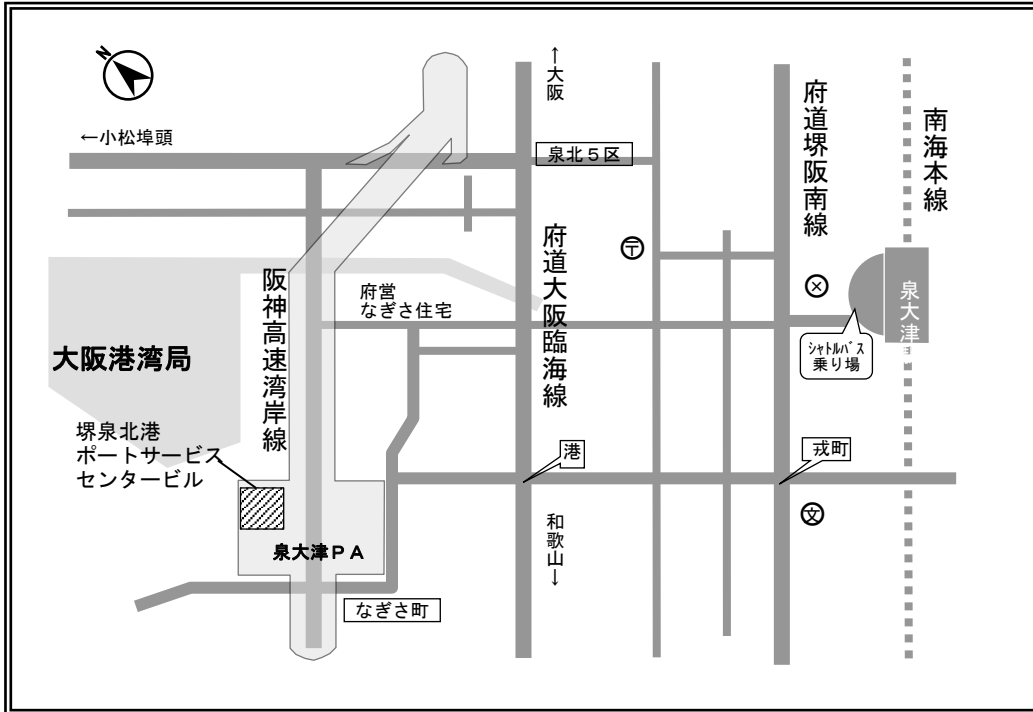 N
↑大阪
←小松埠頭
泉北5区
府道堺阪南線
南海本線
〒
府道大阪臨海線
阪神高速湾岸線
府営
なぎさ住宅
泉大津
大阪港湾局
シャトルバス
乗り場
堺泉北港
ポートサービス
センタービル
港
戎町
文
和歌山↓
泉大津PA
なぎさ町